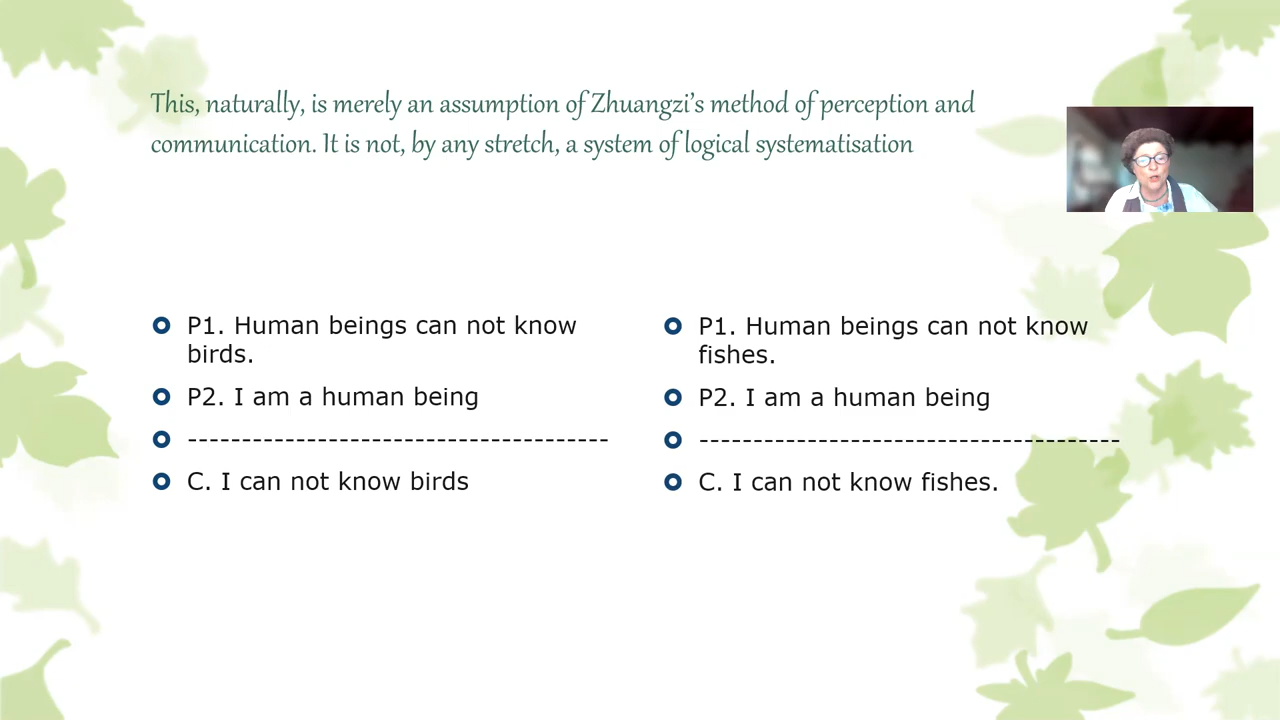 This, naturally, is merely an assumption of Zhuangzi's method of perception and
communication. It is not, by any stretch, a system of logical systematisation
P1. Human beings can not know
birds.
P2. I am a human being
---------------------------------------
C. I can not know birds
P1. Human beings can not know
fishes.
P2. I am a human being
---------------------------------------
C. I can not know fishes.